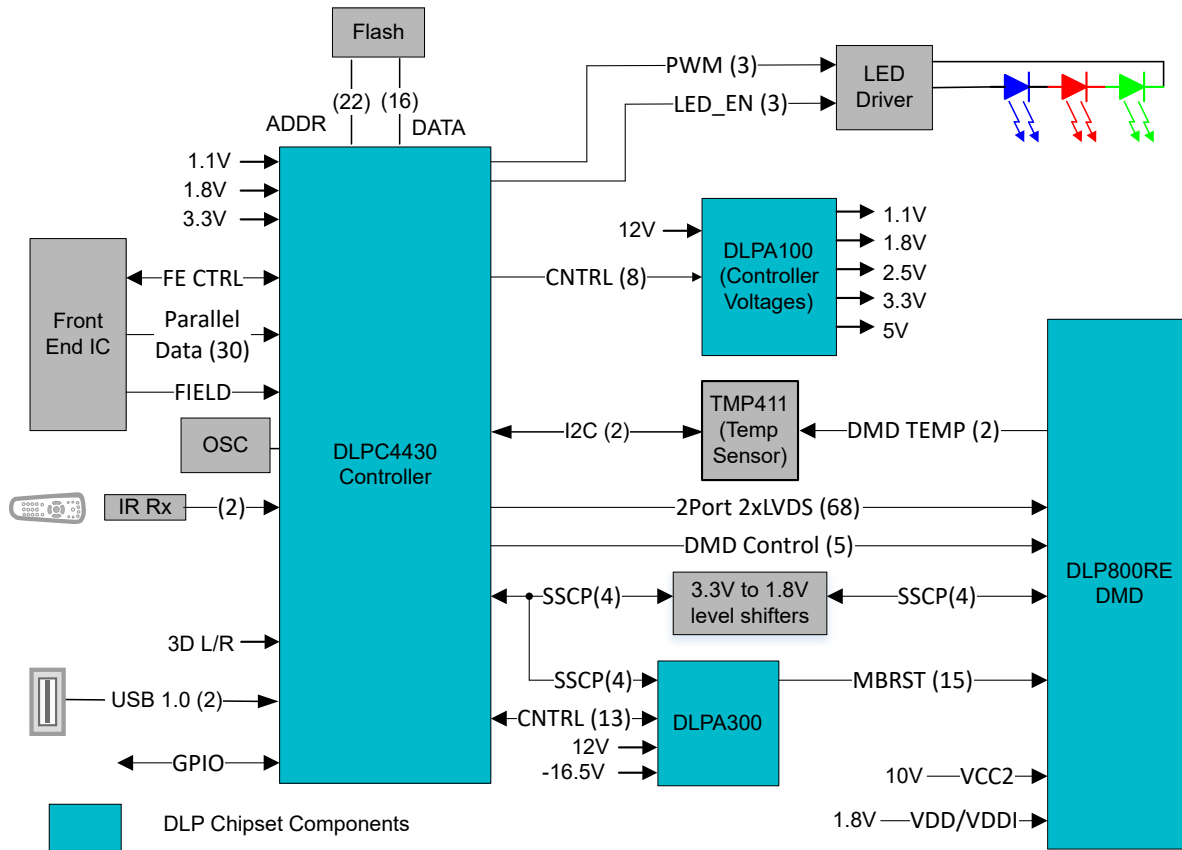 Flash
(22)
(16)
ADDR
DATA
PWM (3)
LED_EN (3)
LED
Driver
1.1V
1.8V
3.3V
12V
DLPA100
(Controller
Voltages)
1.1V
1.8V
2.5V
3.3V
5V
CNTRL (8)
Front
End IC
FE CTRL
Parallel
Data (30)
FIELD
OSC
DLPC4430
Controller
I2C (2)
TMP411
(Temp
Sensor)
DMD TEMP (2)
IR Rx
(2)
2Port 2xLVDS (68)
DMD Control (5)
DLP800RE
DMD
SSCP(4)
3.3V to 1.8V
level shifters
SSCP(4)
3D L/R
USB 1.0 (2)
GPIO
SSCP(4)
CNTRL (13)
12V
-16.5V
DLPA300
MBRST (15)
10V
VCC2
1.8V
VDD/VDDI
DLP Chipset Components